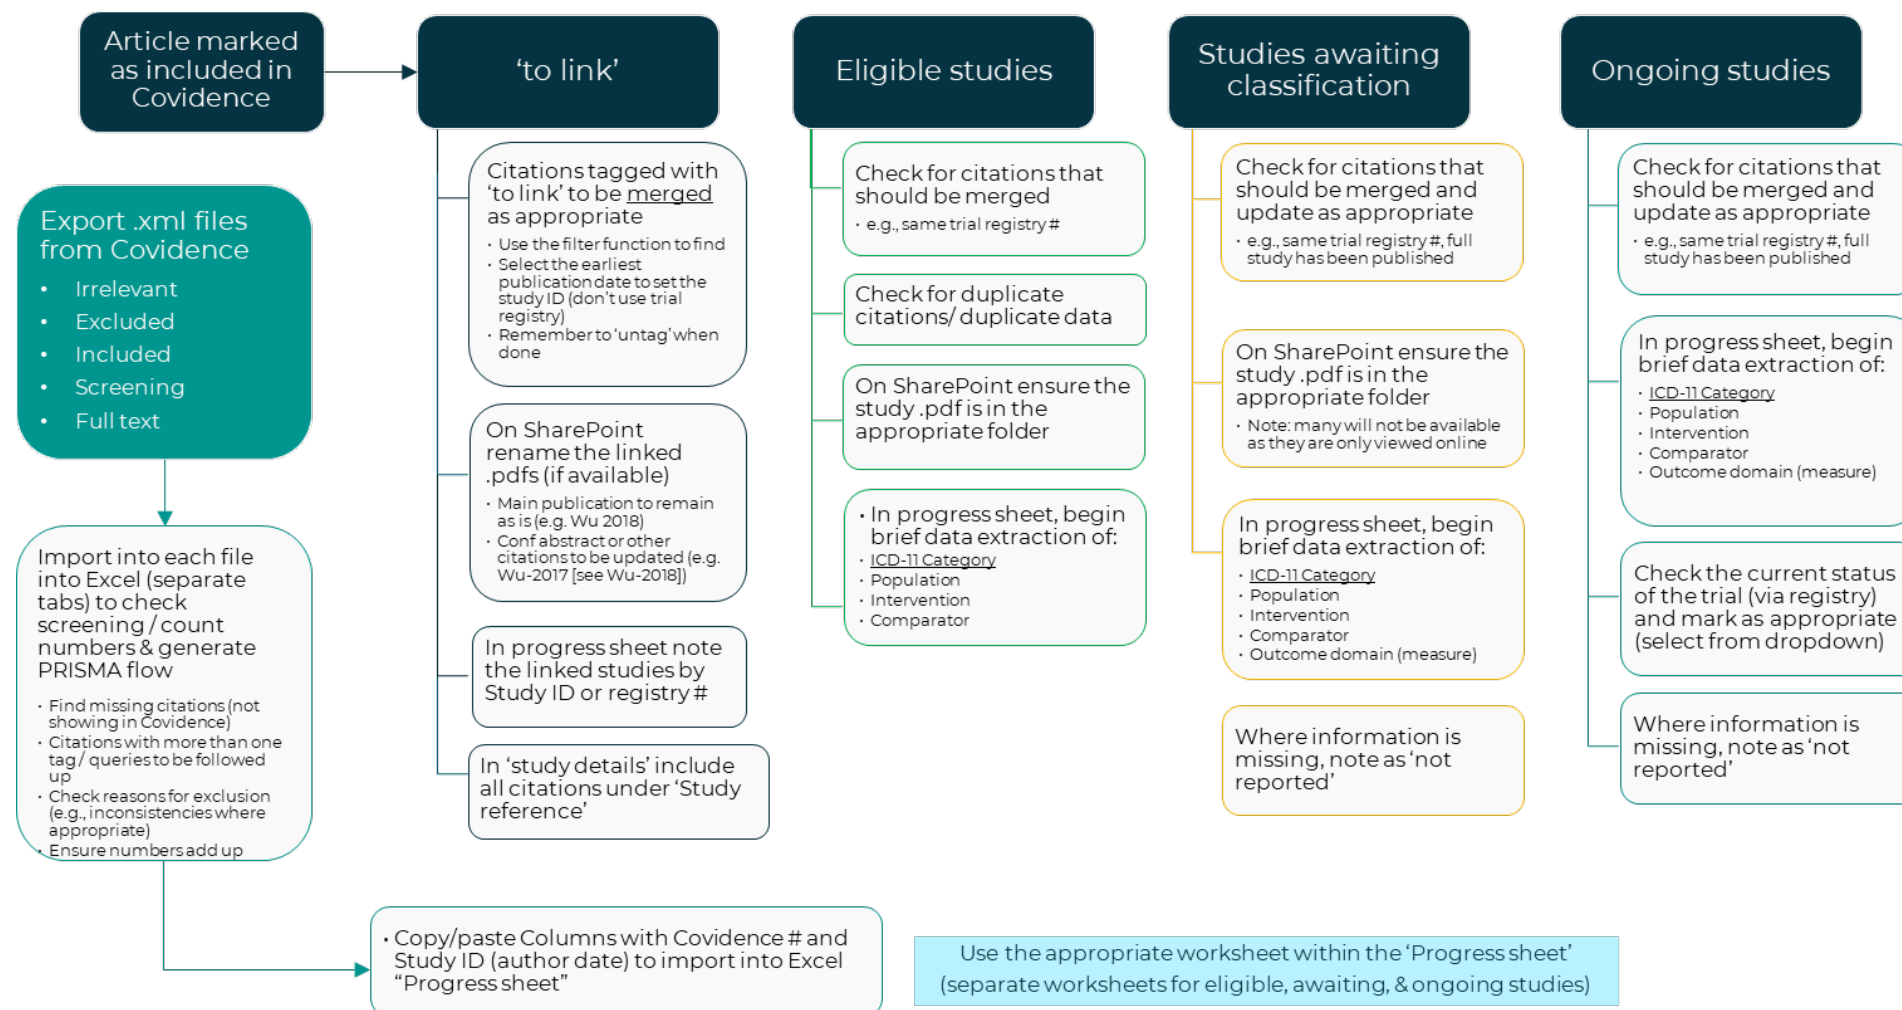 Article marked
as included in
Covidence
Export .xml files
from Covidence
• Irrelevant
• Excluded
• Included
• Screening
• Full text
Import into each file
into Excel (separate
tabs) to check
screening / count
numbers & generate
PRISMA flow
• Find missing citations (not
showing in Covidence)
• Citations with more than one
tag / queries to be followed
up
• Check reasons for exclusion
(e.g., inconsistencies where
appropriate)
• Ensure numbers add up
• Copy/paste Columns with Covidence # and
Study ID (author date) to import into Excel
“Progress sheet”
‘to link’
Citations tagged with
‘to link’ to be merged
as appropriate
• Use the filter function to find
• Select the earliest
publication date to set the
study ID (don’t use trial
registry)
• Remember to ‘untag’ when
done
On SharePoint
rename the linked
.pdfs (if available)
• Main publication to remain
as is (e.g. Wu 2018)
• Conf abstract or other
citations to be updated (e.g.
Wu-2017 [see Wu-2018])
In progress sheet note
the linked studies by
Study ID or registry #
In ‘study details’ include
all citations under ‘Study
reference’
Eligible studies
Check for citations that
should be merged
• e.g., same trial registry #
Check for duplicate
citations/ duplicate data
On SharePoint ensure the
study .pdf is in the
appropriate folder
• In progress sheet, begin
brief data extraction of:
• ICD-11 Category
• Population
• Intervention
• Comparator
Studies awaiting
classification
Check for citations that
should be merged and
update as appropriate
• e.g., same trial registry #, full
study has been published
On SharePoint ensure the
study .pdf is in the
appropriate folder
• Note: many will not be available
as they are only viewed online
In progress sheet, begin
brief data extraction of:
• ICD-11 Category
• Population
• Intervention
• Comparator
• Outcome domain (measure)
Where information is
missing, note as ‘not
reported’
Ongoing studies
Check for citations that
should be merged and
update as appropriate
• e.g., same trial registry #, full
study has been published
In progress sheet, begin
brief data extraction of:
• ICD-11 Category
• Population
• Intervention
• Comparator
• Outcome domain (measure)
Check the current status
of the trial (via registry)
and mark as appropriate
(select from dropdown)
Where information is
missing, note as ‘not
reported’
Use the appropriate worksheet within the ‘Progress sheet’
(separate worksheets for eligible, awaiting, & ongoing studies)